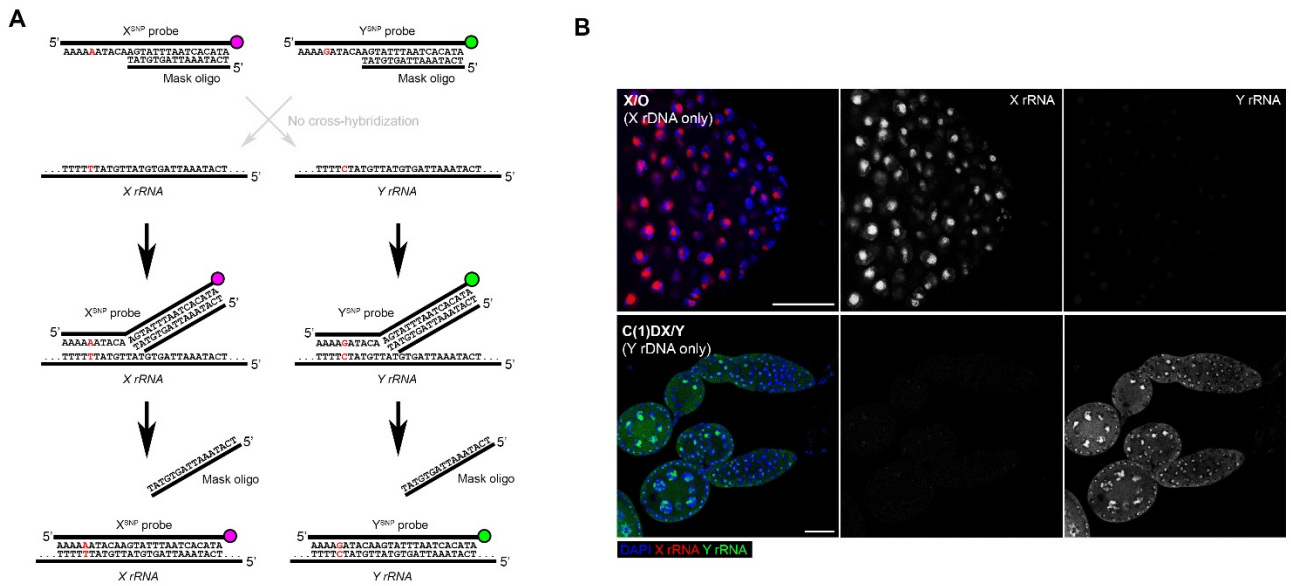 A
X^SNP probe
5'
AAAAAATACAAGTATTTAATCACATA
TATGTGATTAAATACT
5'
Mask oligo
Y^SNP probe
5'
AAAAGATACAAGTATTTAATCACATA
TATGTGATTAAATACT
5'
Mask oligo
No cross-hybridization
...TTTTTTATGTTATGTGATTAAATACT...
5'
X rRNA
...TTTTCTATGTTATGTGATTAAATACT...
5'
Y rRNA
X^SNP probe
5'
AGTATTTAATCACATA
TATGTGATTAAATACT
5'
AAAAAATACA
...TTTTTTATGTTATGTGATTAAATACT...
5'
X rRNA
Y^SNP probe
5'
AGTATTTAATCACATA
TATGTGATTAAATACT
5'
AAAAGATACA
...TTTTCTATGTTATGTGATTAAATACT...
5'
Y rRNA
TATGTGATTAAATACT
5'
Mask oligo
TATGTGATTAAATACT
5'
Mask oligo
X^SNP probe
5'
AAAAAATACAAGTATTTAATCACATA
...TTTTTTATGTTATGTGATTAAATACT...
5'
X rRNA
Y^SNP probe
5'
AAAAGATACAAGTATTTAATCACATA
...TTTTCTATGTTATGTGATTAAATACT...
5'
Y rRNA
B
X/O
(X rDNA only)
X rRNA
Y rRNA
C(1)DX/Y
(Y rDNA only)
DAPI X rRNA Y rRNA